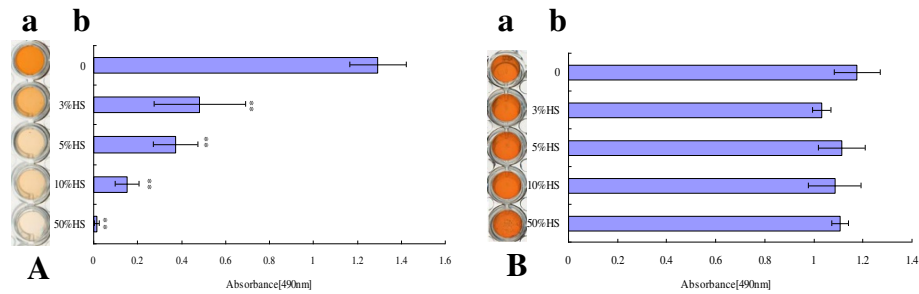 a b
0
3%HS
**
5%HS
**
10%HS
**
50%HS
**
0 0.2 0.4 0.6 0.8 1 1.2 1.4 1.6
A
Absorbance[490nm]
a b
0
3%HS
5%HS
10%HS
50%HS
0 0.2 0.4 0.6 0.8 1 1.2 1.4
B
Absorbance[490nm]